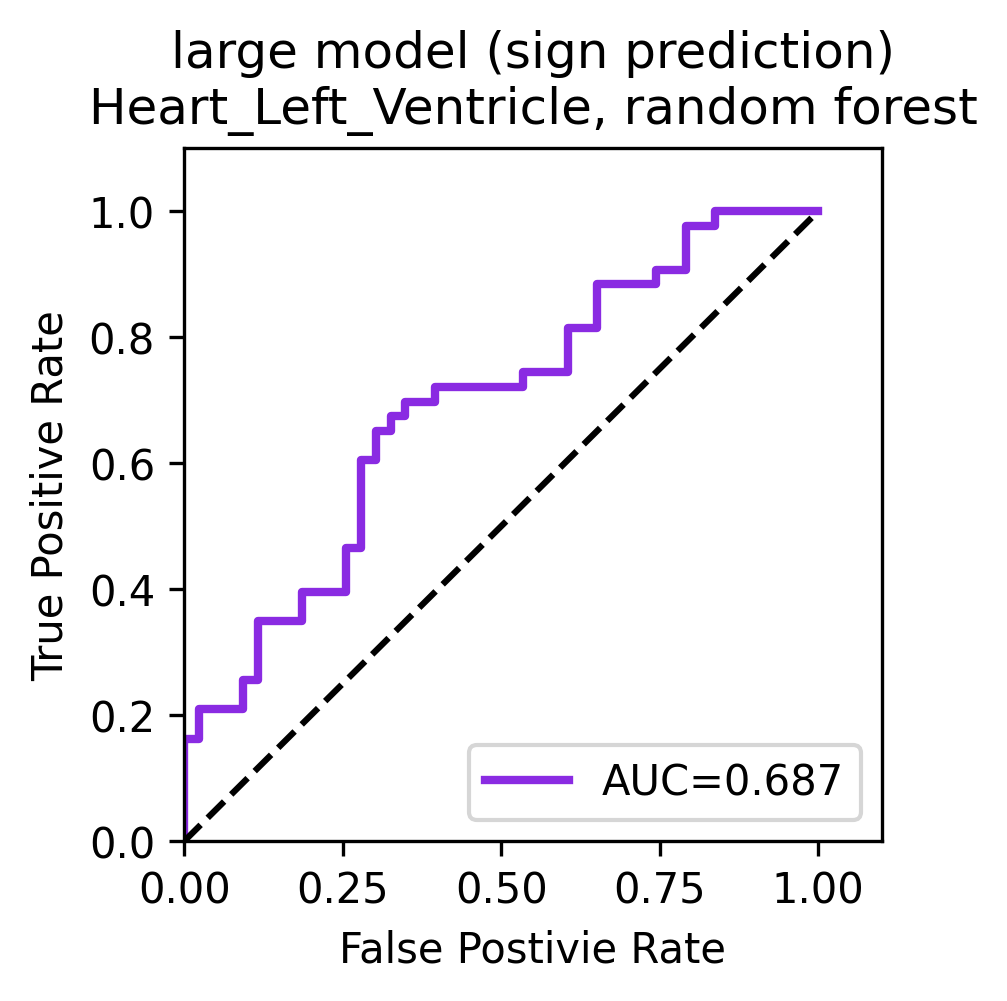 large model (sign prediction)
Heart_Left_Ventricle, random forest
1.0
0.8
0.6
0.4
0.2
0.0
True Positive Rate
AUC=0.687
0.00 0.25 0.50 0.75 1.00
False Postivie Rate